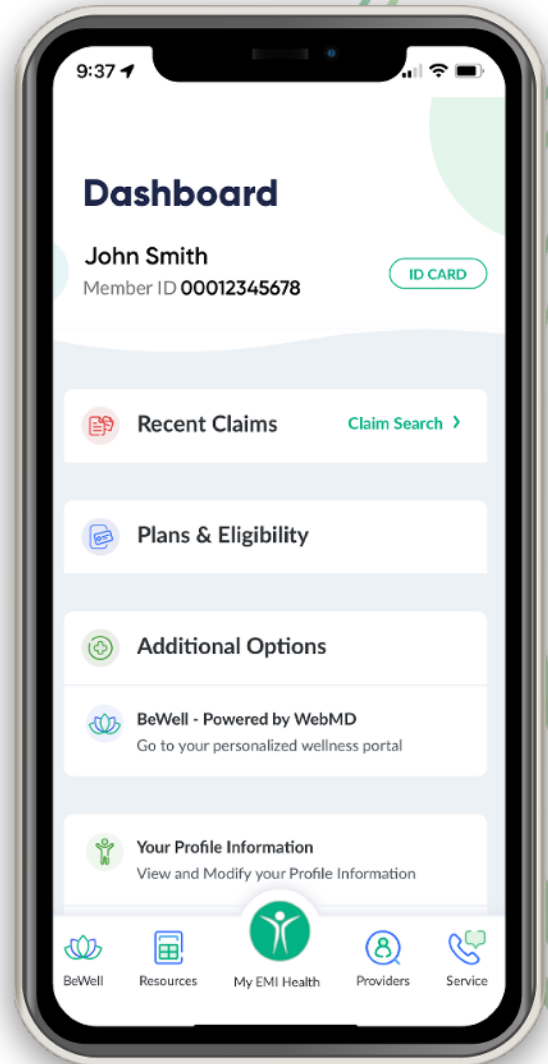 9:37
Dashboard
John Smith
Member ID 00012345678
ID CARD
Recent Claims
Claim Search
Plans & Eligibility
Additional Options
BeWell - Powered by WebMD
Go to your personalized wellness portal
Your Profile Information
View and Modify your Profile Information
BeWell
Resources
My EMI Health
Providers
Service